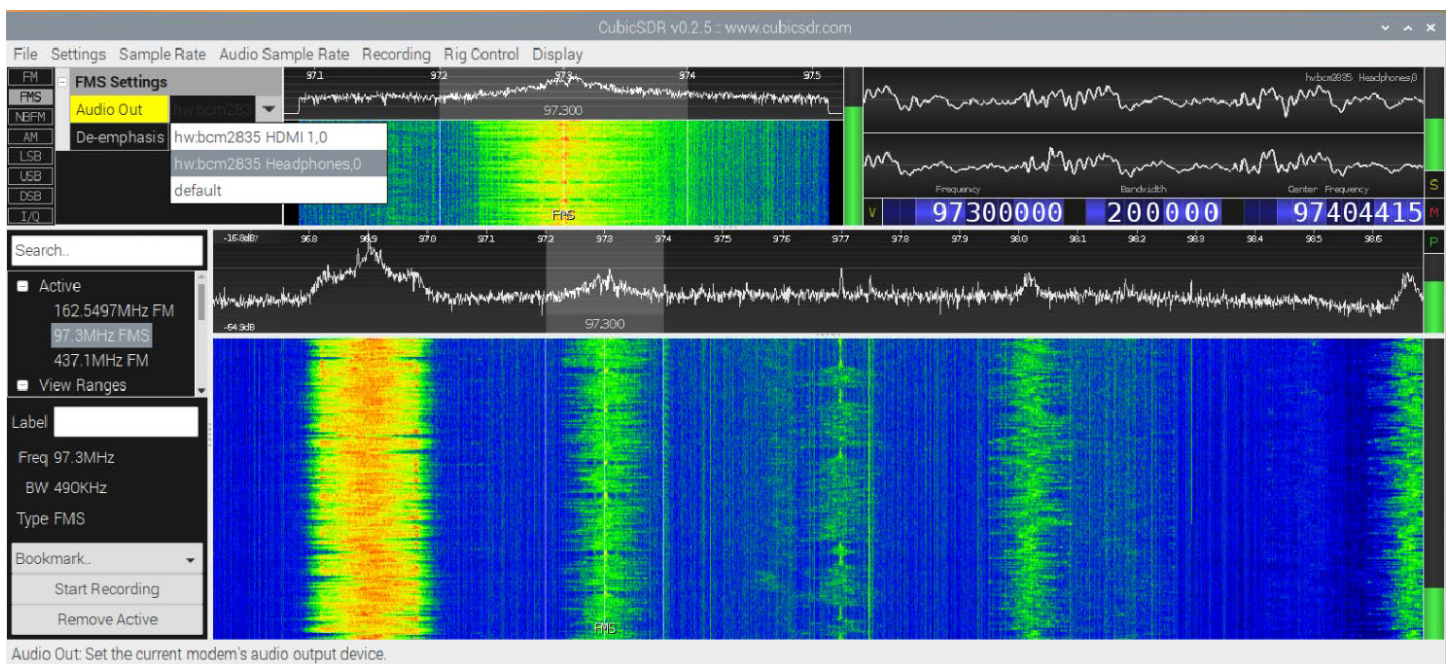 CubicSDR v0.2.5 :: www.cubicsdr.com
File Settings Sample Rate Audio Sample Rate Recording Rig Control Display
FM
FMS
NBFM
AM
LSB
USB
DSB
I/Q
FMS Settings
Audio Out hw:bcm283
De-emphasis
hw:bcm2835 HDMI 1,0
hw:bcm2835 Headphones,0
default
97.1 97.2 97.3 97.4 97.5
97.300
FMS
hw:bcm2835 Headphones,0
Frequency Bandwidth Center Frequency
V 97300000 200000 97404415
S
M
P
Search..
Active
162.5497MHz FM
97.3MHz FMS
437.1MHz FM
View Ranges
Label
Freq 97.3MHz
BW 490KHz
Type FMS
Bookmark..
Start Recording
Remove Active
-16.9dB 96.8 96.9 97.0 97.1 97.2 97.3 97.4 97.5 97.6 97.7 97.8 97.9 98.0 98.1 98.2 98.3 98.4 98.5 98.6
-64.9dB
97.300
FMS
Audio Out: Set the current modem's audio output device.